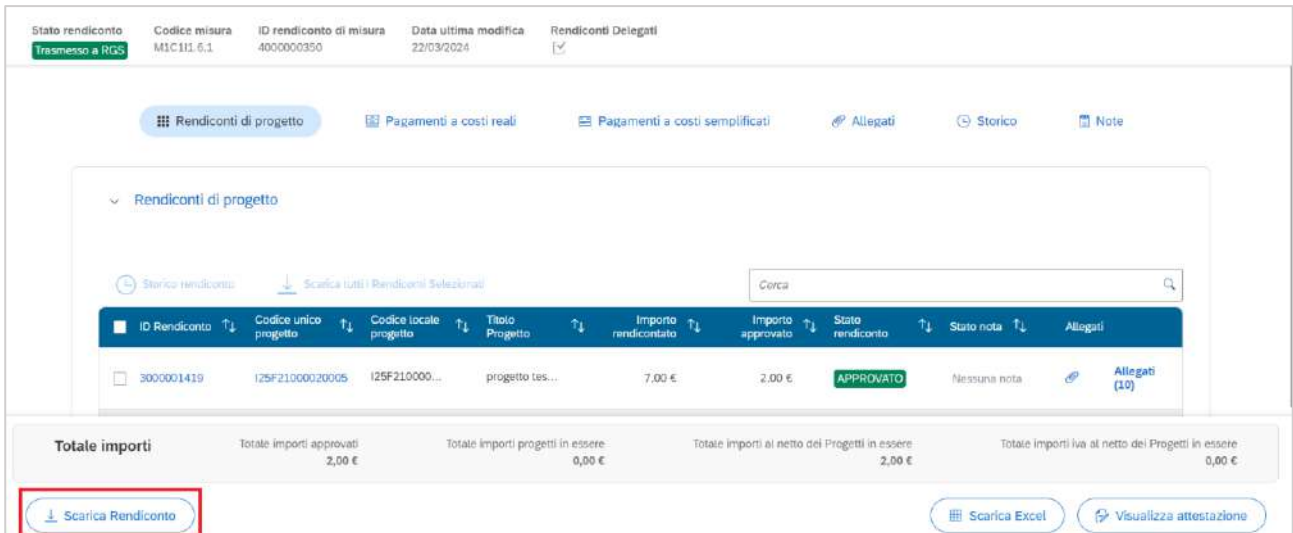 Stato rendiconto Codice misura ID rendiconto di misura Data ultima modifica Rendiconti Delegati
Trasmesso a RGS M1C1I1.6.1 4000000350 22/03/2024
Rendiconti di progetto Pagamenti a costi reali Pagamenti a costi semplificati Allegati Storico Note
Rendiconti di progetto
Storico rendiconto Scarica tutti i Rendiconti Selezionati Cerca
ID Rendiconto Codice unico progetto Codice locale progetto Titolo Progetto Importo rendicontato Importo approvato Stato rendiconto Stato nota Allegati
3000001419 I25F21000020005 I25F210000... progetto tes... 7.00 € 2.00 € APPROVATO Nessuna nota Allegati (10)
Totale importi Totale importi approvati Totale importi progetti in essere Totale importi al netto dei Progetti in essere Totale importi iva al netto dei Progetti in essere
2,00 € 0,00 € 2,00 € 0,00 €
Scarica Rendiconto Scarica Excel Visualizza attestazione